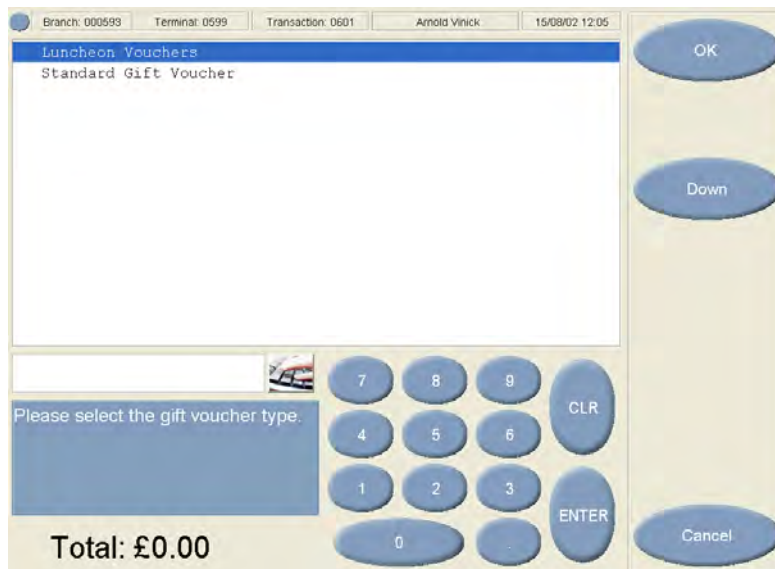 Branch: 000593 Terminal: 0599 Transaction: 0601 Arnold Vinick 15/08/02 12:05
Luncheon Vouchers
Standard Gift Voucher
OK
Down
7 8 9 CLR
Please select the gift voucher type.
4 5 6
1 2 3 ENTER
0 .
Total: £0.00
Cancel